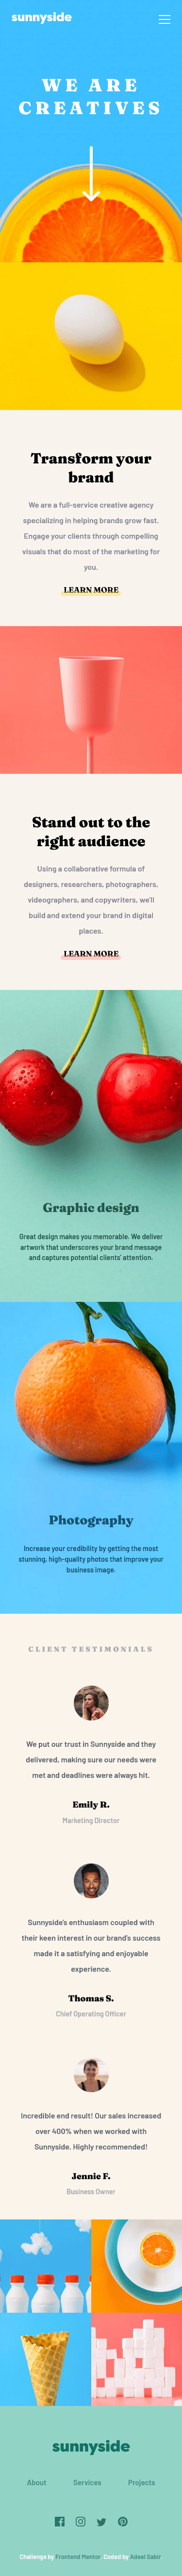 sunnyside
WE ARE
CREATIVES
Transform your
brand
We are a full-service creative agency
specializing in helping brands grow fast.
Engage your clients through compelling
visuals that do most of the marketing for
you.
LEARN MORE
Stand out to the
right audience
Using a collaborative formula of
designers, researchers, photographers,
videographers, and copywriters, we'll
build and extend your brand in digital
places.
LEARN MORE
Graphic design
Great design makes you memorable. We deliver
artwork that underscores your brand message
and captures potential clients' attention.
Photography
Increase your credibility by getting the most
stunning, high-quality photos that improve your
business image.
CLIENT TESTIMONIALS
We put our trust in Sunnyside and they
delivered, making sure our needs were
met and deadlines were always hit.
Emily R.
Marketing Director
Sunnyside's enthusiasm coupled with
their keen interest in our brand's success
made it a satisfying and enjoyable
experience.
Thomas S.
Chief Operating Officer
Incredible end result! Our sales increased
over 400% when we worked with
Sunnyside. Highly recommended!
Jennie F.
Business Owner
sunnyside
About Services Projects
Challenge by Frontend Mentor. Coded by Adeel Sabir